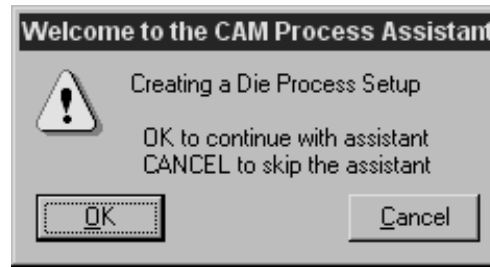 Welcome to the CAM Process Assistant
Creating a Die Process Setup
OK to continue with assistant
CANCEL to skip the assistant
OK
Cancel